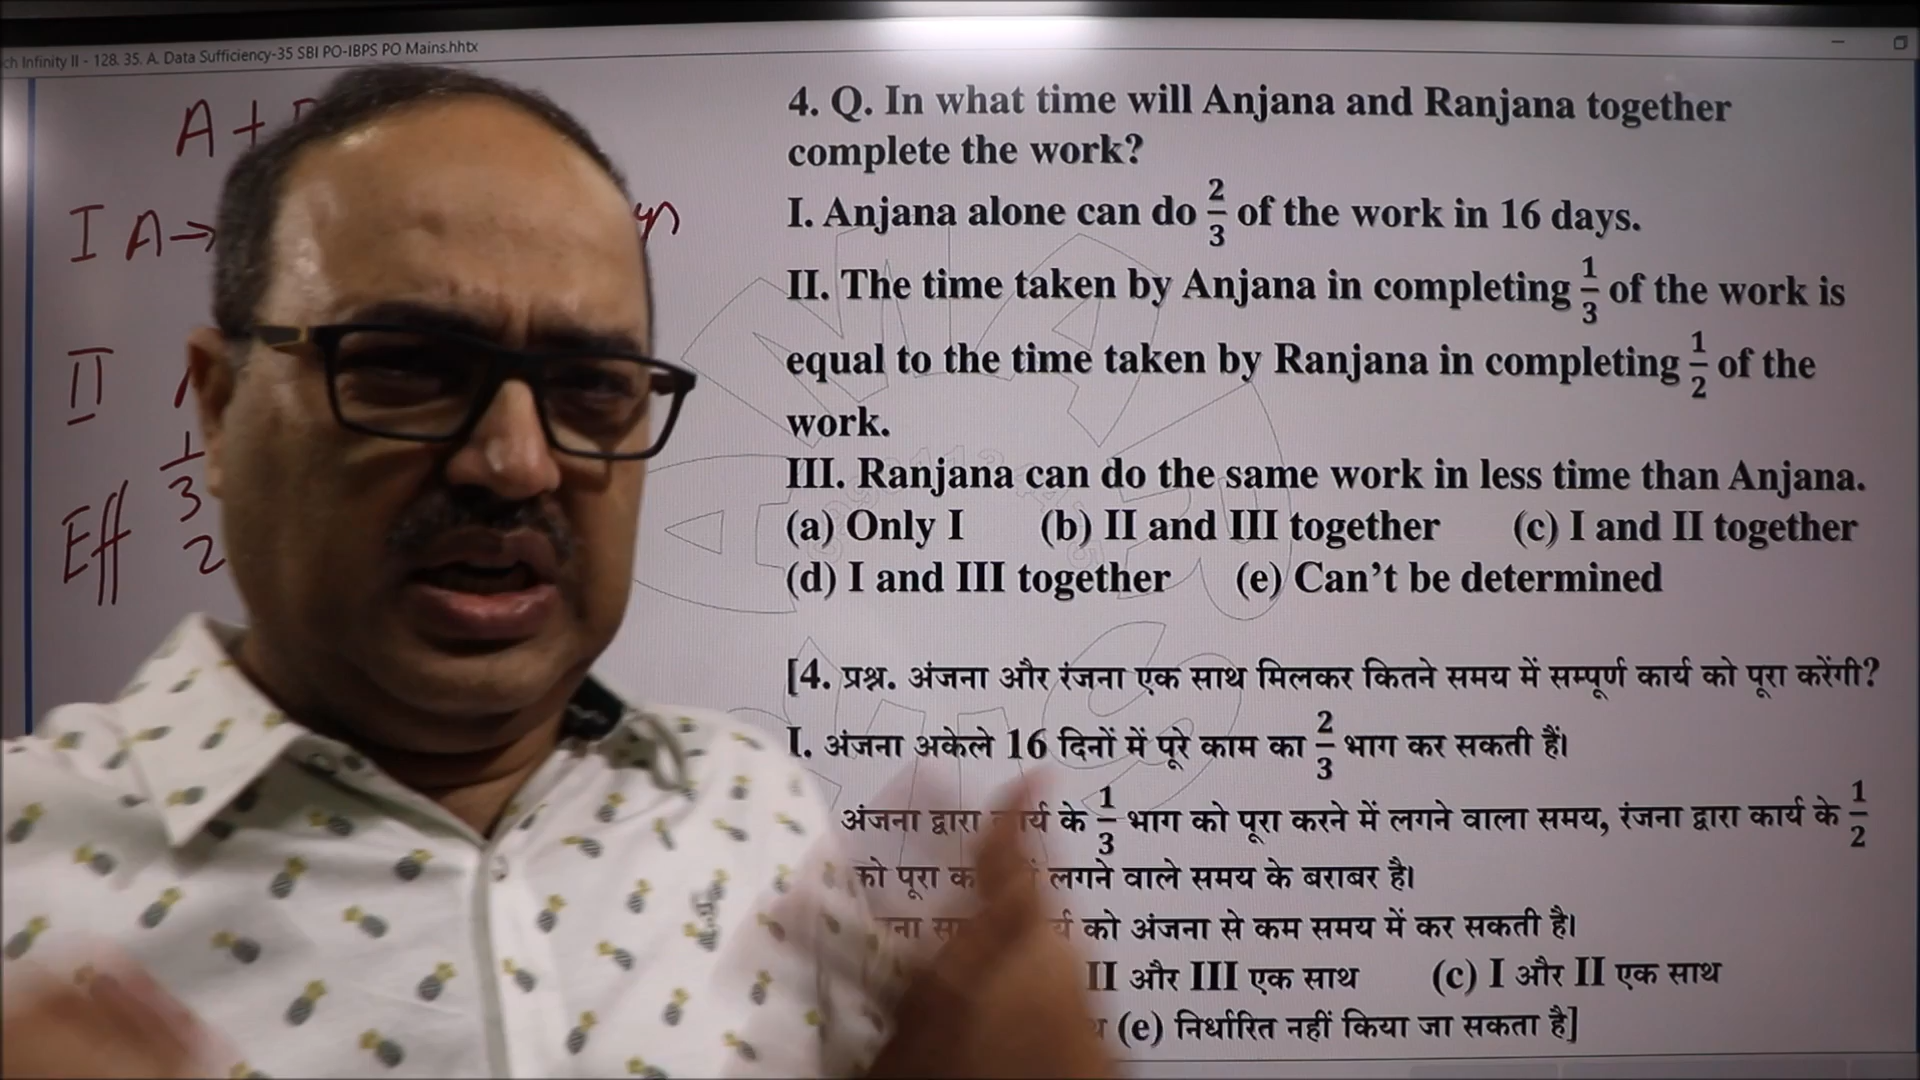 ch Infinity II - 128. 35. A. Data Sufficiency-35 SBI PO-IBPS PO Mains.hhtx
A +
I A→
II
1
3
Eff 2
4. Q. In what time will Anjana and Ranjana together
complete the work?
I. Anjana alone can do 2/3 of the work in 16 days.
II. The time taken by Anjana in completing 1/3 of the work is
equal to the time taken by Ranjana in completing 1/2 of the
work.
III. Ranjana can do the same work in less time than Anjana.
(a) Only I (b) II and III together (c) I and II together
(d) I and III together (e) Can’t be determined
[4. प्रश्न. अंजना और रंजना एक साथ मिलकर कितने समय में सम्पूर्ण कार्य को पूरा करेंगी?
I. अंजना अकेले 16 दिनों में पूरे काम का 2/3 भाग कर सकती हैं।
अंजना द्वारा के 1/3 भाग को पूरा करने में लगने वाला समय, रंजना द्वारा कार्य के 1/2
को पूरा लगने वाले समय के बराबर है।
को अंजना से कम समय में कर सकती है।
II और III एक साथ (c) I और II एक साथ
(e) निर्धारित नहीं किया जा सकता है]